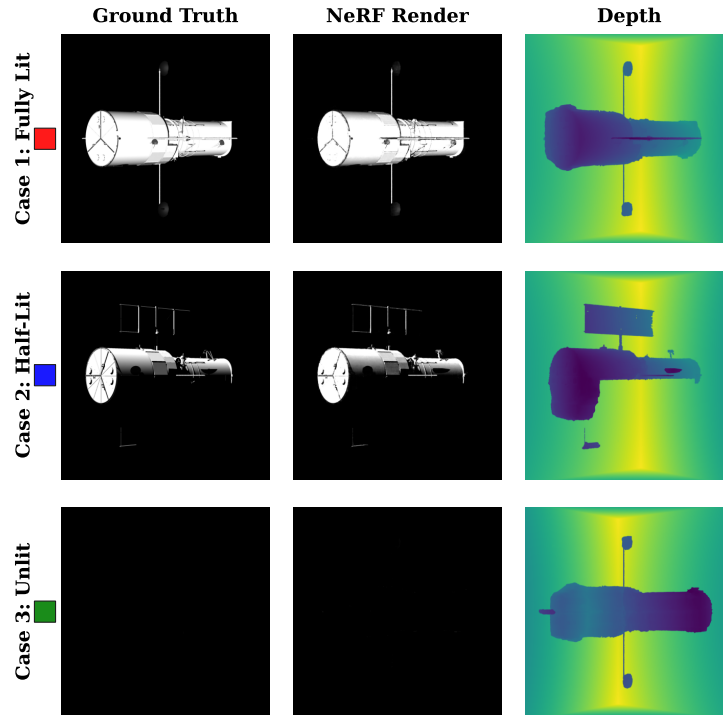 Ground Truth
NeRF Render
Depth
Case 1: Fully Lit
Case 2: Half-Lit
Case 3: Unlit